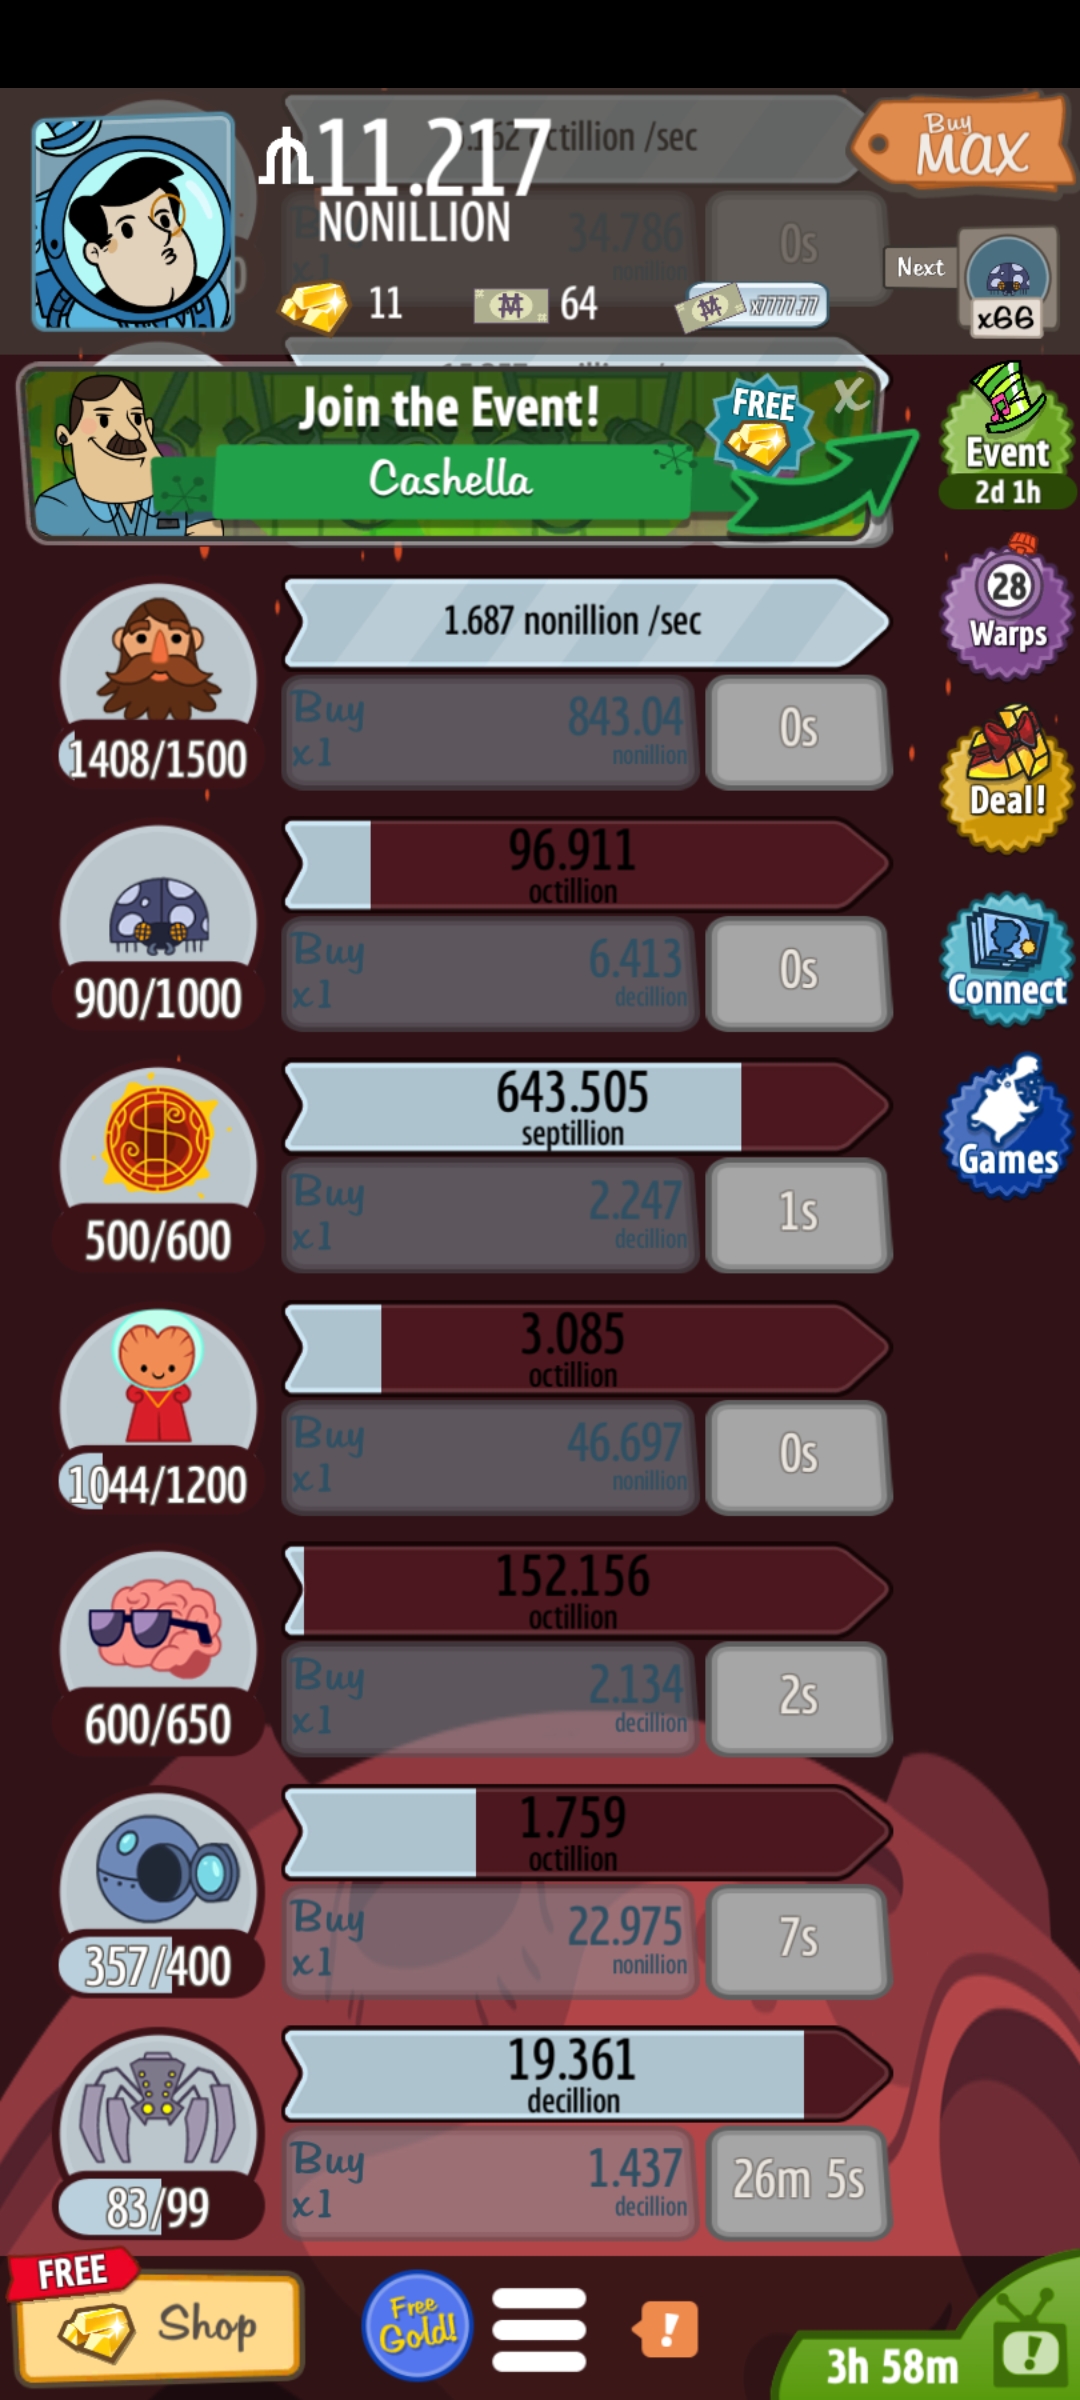 11.217
NONILLION
octillion /sec
Buy
MAX
34.786
nonillion
0s
Next
x66
11
64
x7777.77
Join the Event!
Cashella
FREE
X
Event
2d 1h
1.687 nonillion /sec
28
Warps
Buy
x1
843.04
nonillion
0s
1408/1500
Deal!
96.911
octillion
Buy
x1
6.413
decillion
0s
900/1000
Connect
643.505
septillion
Buy
x1
2.247
decillion
1s
500/600
Games
3.085
octillion
Buy
x1
46.697
nonillion
0s
1044/1200
152.156
octillion
Buy
x1
2.134
decillion
2s
600/650
1.759
octillion
Buy
x1
22.975
nonillion
7s
357/400
19.361
decillion
Buy
x1
1.437
decillion
26m 5s
83/99
FREE
Shop
Free
Gold!
!
3h 58m
!